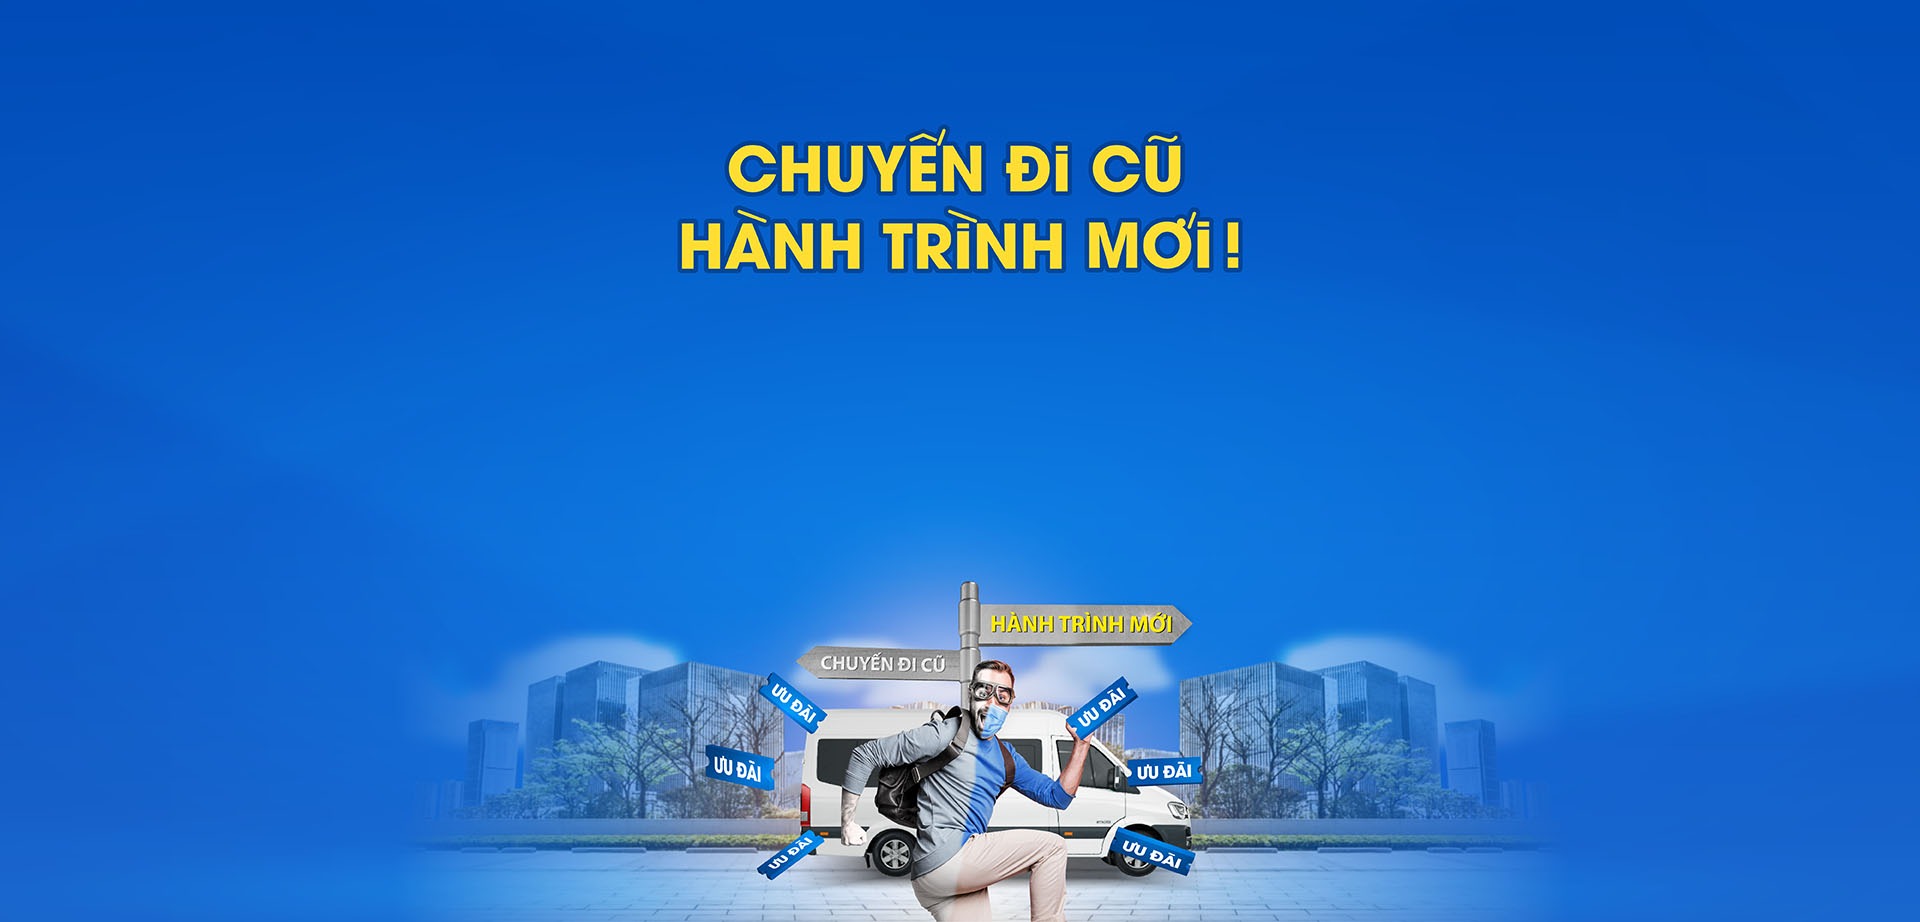 CHUYẾN Đi CŨ
HÀNH TRÌNH MỚI!
HÀNH TRÌNH MỚI
CHUYẾN ĐI CŨ
ƯU ĐÃI
ƯU ĐÃI
ƯU ĐÃI
ƯU ĐÃI
ƯU ĐÃI
ƯU ĐÃI